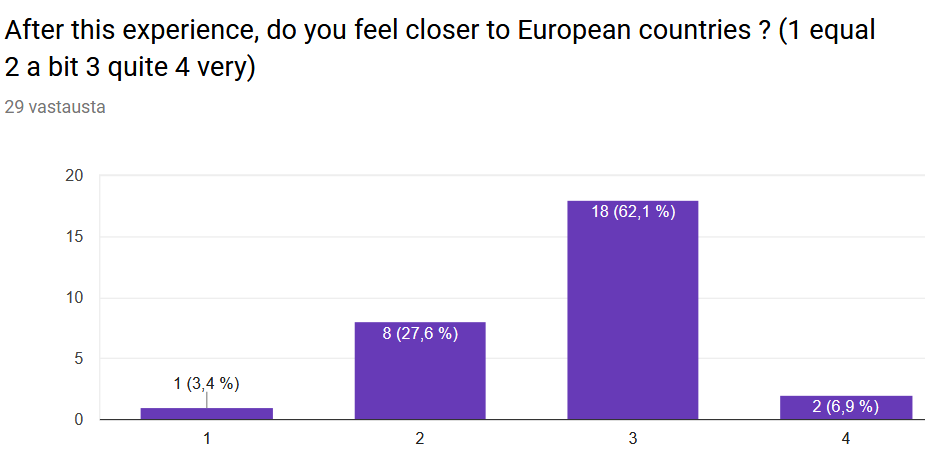 After this experience, do you feel closer to European countries ? (1 equal
2 a bit 3 quite 4 very)
29 vastausta
20
15
10
5
0
1 (3,4 %)
8 (27,6 %)
18 (62,1 %)
2 (6,9 %)
1
2
3
4